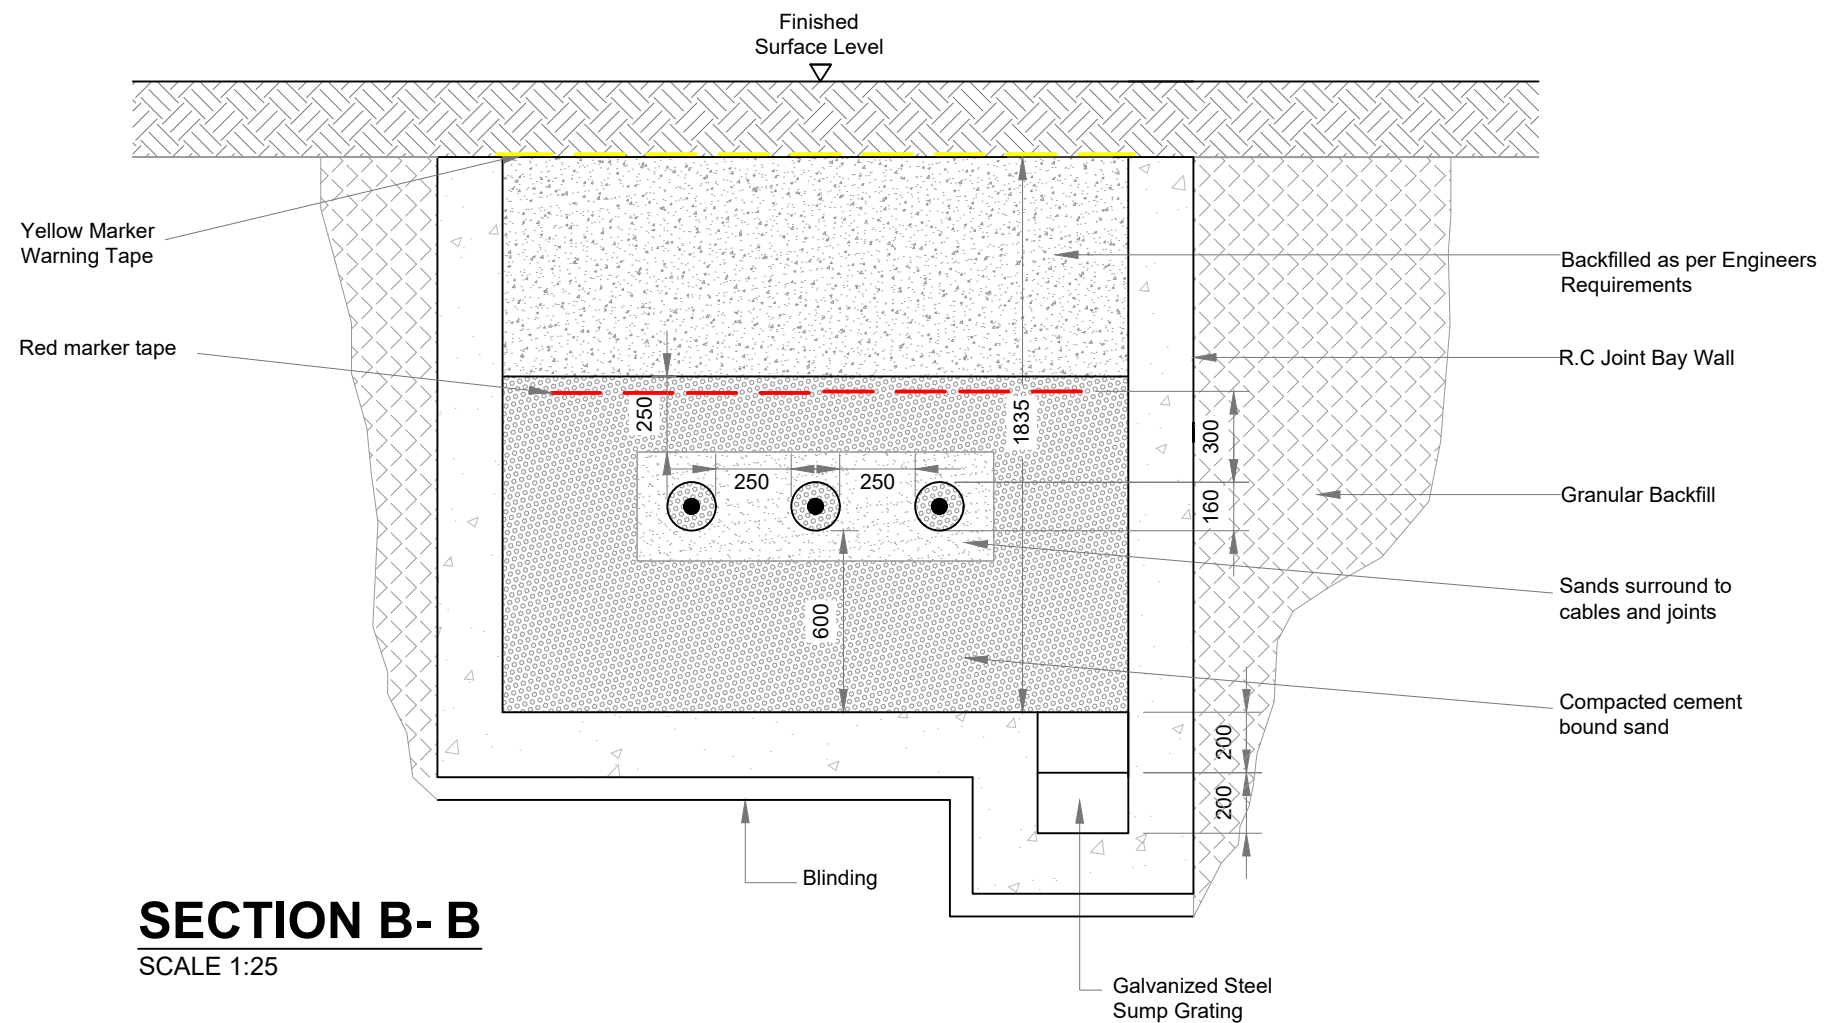 Finished
Surface Level
Yellow Marker
Warning Tape
Backfilled as per Engineers
Requirements
Red marker tape
R.C Joint Bay Wall
250
1835
300
250
250
160
Granular Backfill
Sands surround to
cables and joints
600
Compacted cement
bound sand
200
200
Blinding
SECTION B- B
SCALE 1:25
Galvanized Steel
Sump Grating